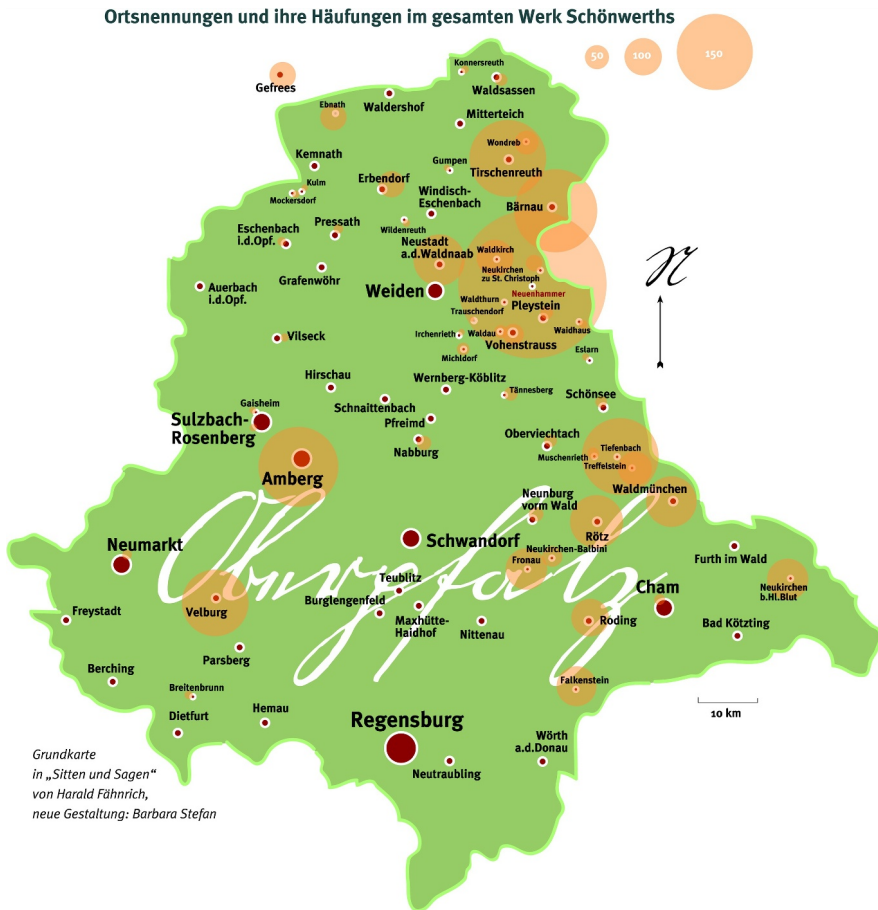 Ortsnennungen und ihre Häufungen im gesamten Werk Schönwerths
50
100
150
Gefrees
Konnersreuth
Waldsassen
Ebnath
Waldershof
Mitterteich
Wondreb
Kemnath
Gumpen
Tirschenreuth
Kulm
Mockersdorf
Erbendorf
Windisch-
Eschenbach
Bärnau
Wildenreuth
Eschenbach
i.d.Opf.
Pressath
Neustadt
a.d.Waldnaab
Waldkirch
Neukirchen
zu St. Christoph
Grafenwöhr
Auerbach
i.d.Opf.
Weiden
Neuenhammer
Waldthurn
Pleystein
Trauschendorf
Vilseck
Irchenrieth
Waldau
Waidhaus
Vohenstrauss
Michldorf
Eslarn
Hirschau
Wernberg-Köblitz
Tännesberg
Schönsee
Gaisheim
Schnaittenbach
Sulzbach-
Rosenberg
Pfreimd
Nabburg
Oberviechtach
Muschenrieth
Tiefenbach
Treffelstein
Amberg
Waldmünchen
Neunburg
vorm Wald
Rötz
Oberpfalz
Schwandorf
Neumarkt
Neukirchen-Balbini
Fronau
Furth im Wald
Teublitz
Cham
Neukirchen
b.Hl.Blut
Velburg
Burglengenfeld
Freystadt
Maxhütte-
Haidhof
Nittenau
Roding
Bad Kötzting
Parsberg
Berching
Breitenbrunn
Falkenstein
Dietfurt
Hemau
Regensburg
10 km
Wörth
a.d.Donau
Neutraubling
Grundkarte
in „Sitten und Sagen“
von Harald Fähnrich,
neue Gestaltung: Barbara Stefan
N